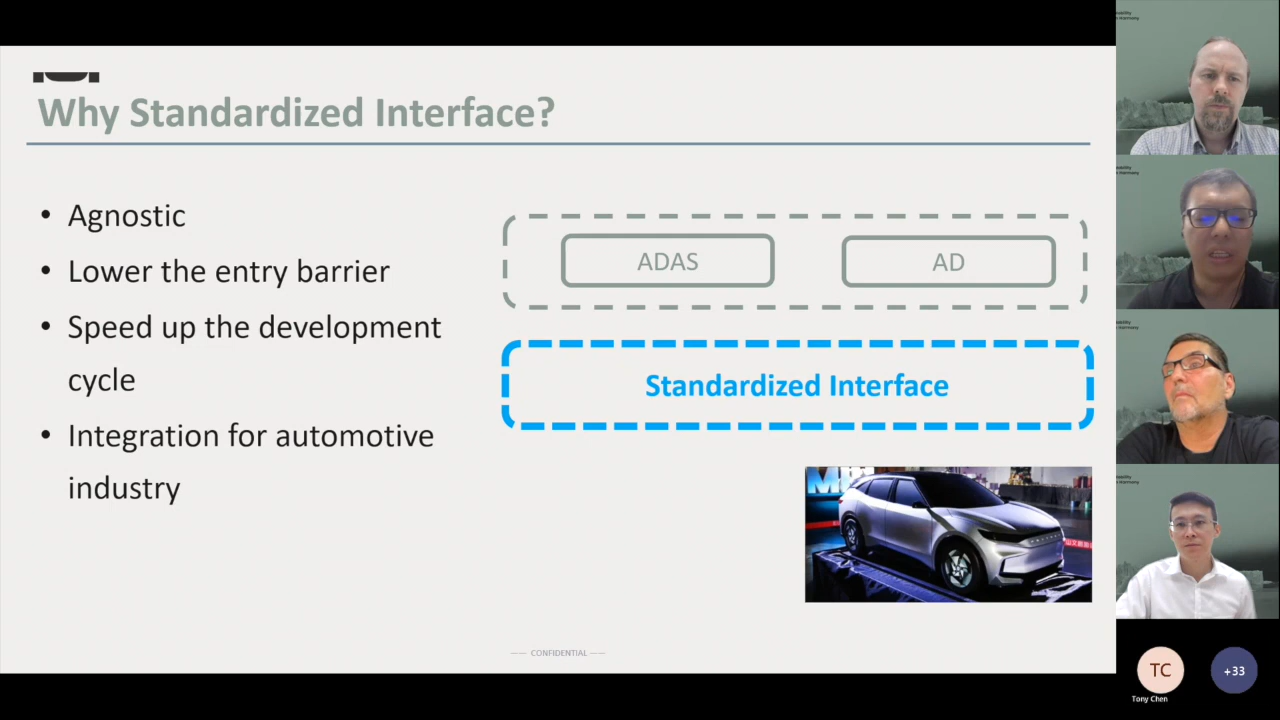 Why Standardized Interface?
• Agnostic
• Lower the entry barrier
• Speed up the development
cycle
• Integration for automotive
industry
ADAS
AD
Standardized Interface
CONFIDENTIAL
TC
+33
Tony Chen